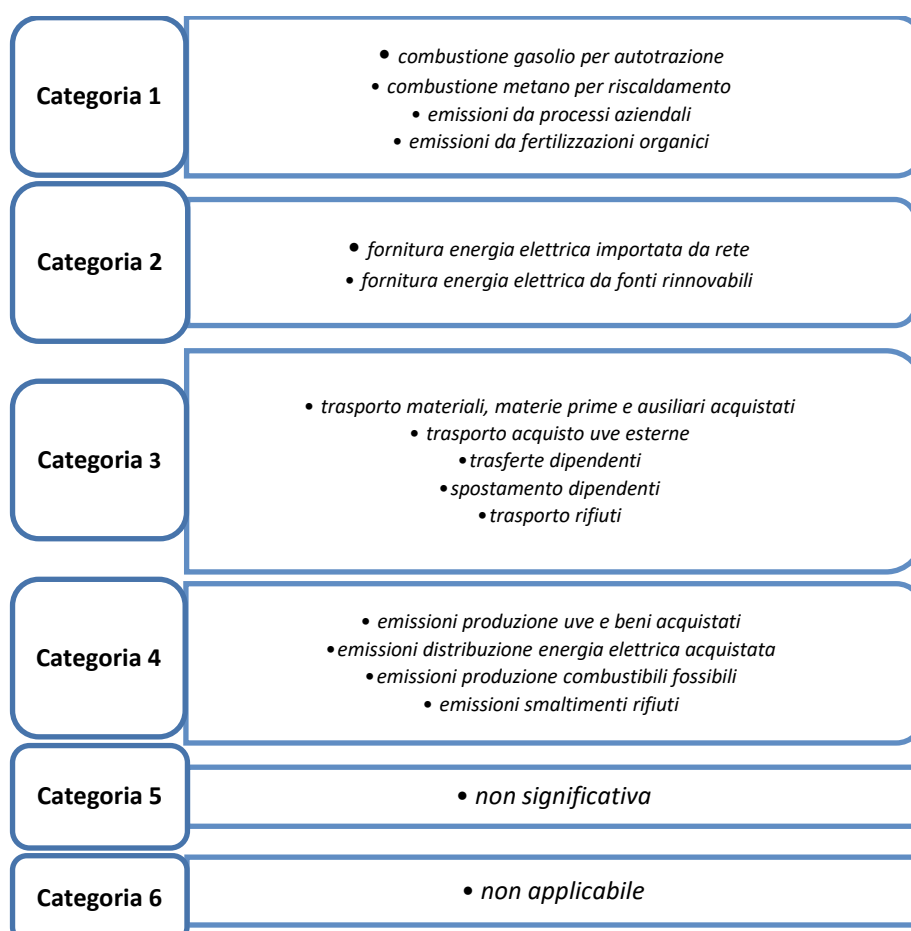 Categoria 1
• combustione gasolio per autotrazione
• combustione metano per riscaldamento
• emissioni da processi aziendali
• emissioni da fertilizzazioni organici
Categoria 2
• fornitura energia elettrica importata da rete
• fornitura energia elettrica da fonti rinnovabili
Categoria 3
• trasporto materiali, materie prime e ausiliari acquistati
• trasporto acquisto uve esterne
•trasferte dipendenti
•spostamento dipendenti
•trasporto rifiuti
Categoria 4
• emissioni produzione uve e beni acquistati
•emissioni distribuzione energia elettrica acquistata
•emissioni produzione combustibili fossibili
• emissioni smaltimenti rifiuti
Categoria 5
• non significativa
Categoria 6
• non applicabile